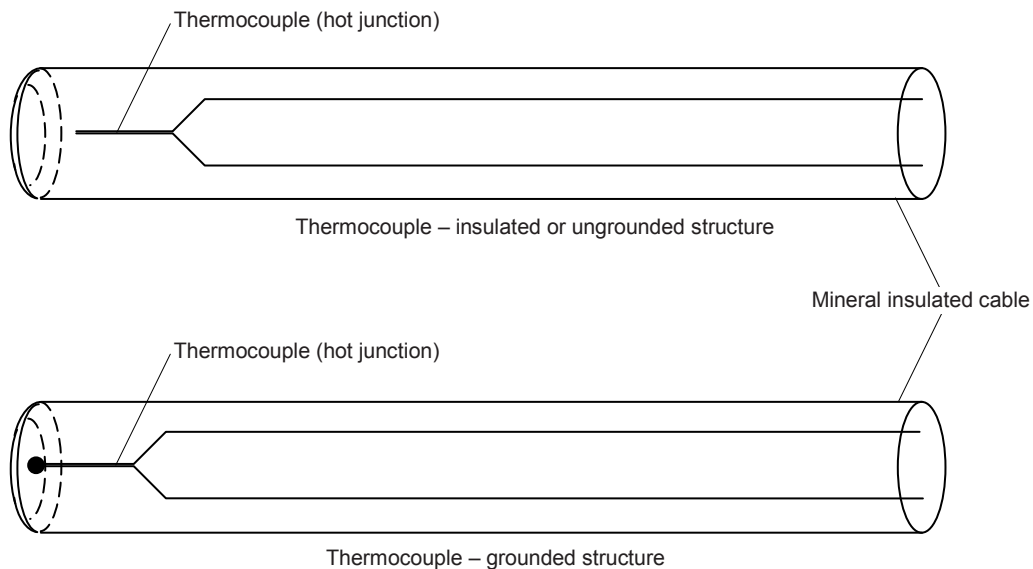 Thermocouple (hot junction)
Thermocouple – insulated or ungrounded structure
Mineral insulated cable
Thermocouple (hot junction)
Thermocouple – grounded structure